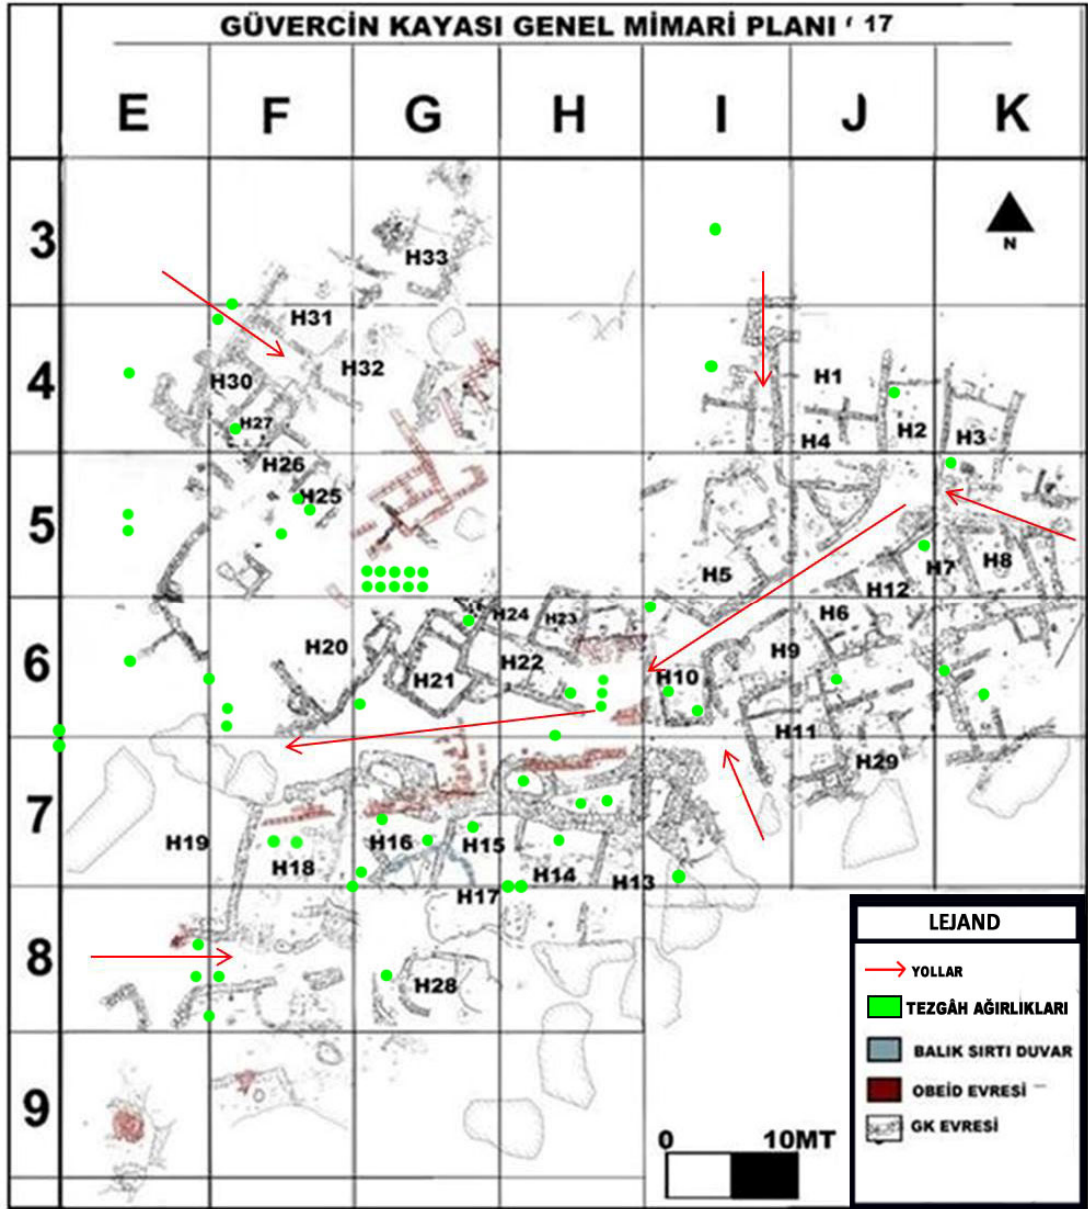 GÜVERCİN KAYASI GENEL MİMARİ PLANI ‘ 17
E F G H I J K
3
H33
N
H31
4
H32
H30
H1
H27
H2
H3
H4
H26
H25
5
H5
H7
H8
H12
H24
H23
H6
H20
6
H22
H9
H21
H10
H11
H29
7
H19
H16
H15
H18
H14
H13
H17
8
H28
9
0 10MT
LEJAND
YOLLAR
TEZGÂH AĞIRLIKLARI
BALIK SIRTI DUVAR
OBEİD EVRESİ
GK EVRESİ